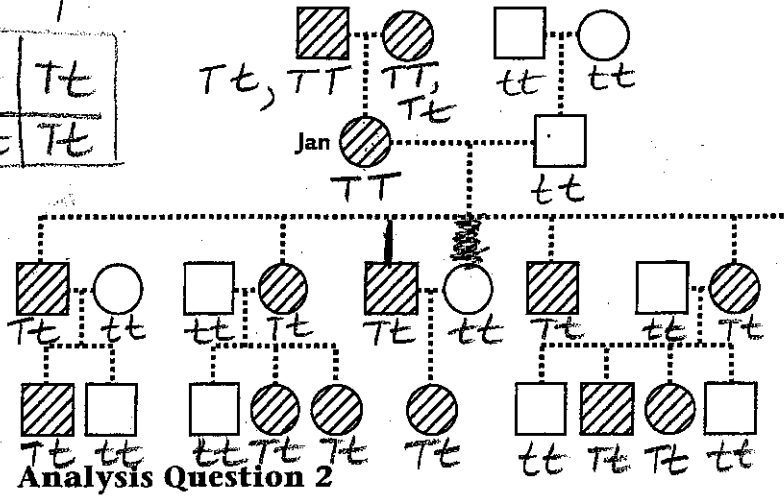 Tt
Tt
Tt, TT TT, Tt
tt tt
Jan
TT tt
Tt tt tt Tt Tt tt Tt tt Tt
Tt tt tt Tt Tt Tt tt Tt Tt tt
Analysis Question 2